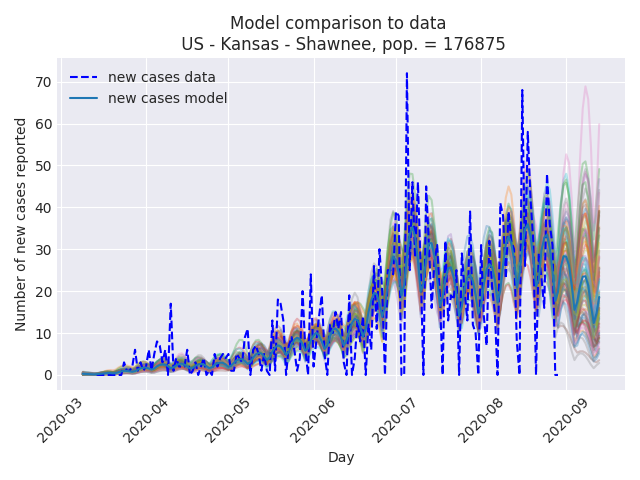 Model comparison to data
US - Kansas - Shawnee, pop. = 176875
new cases data
new cases model
Number of new cases reported
70
60
50
40
30
20
10
0
2020-03
2020-04
2020-05
2020-06
2020-07
2020-08
2020-09
Day